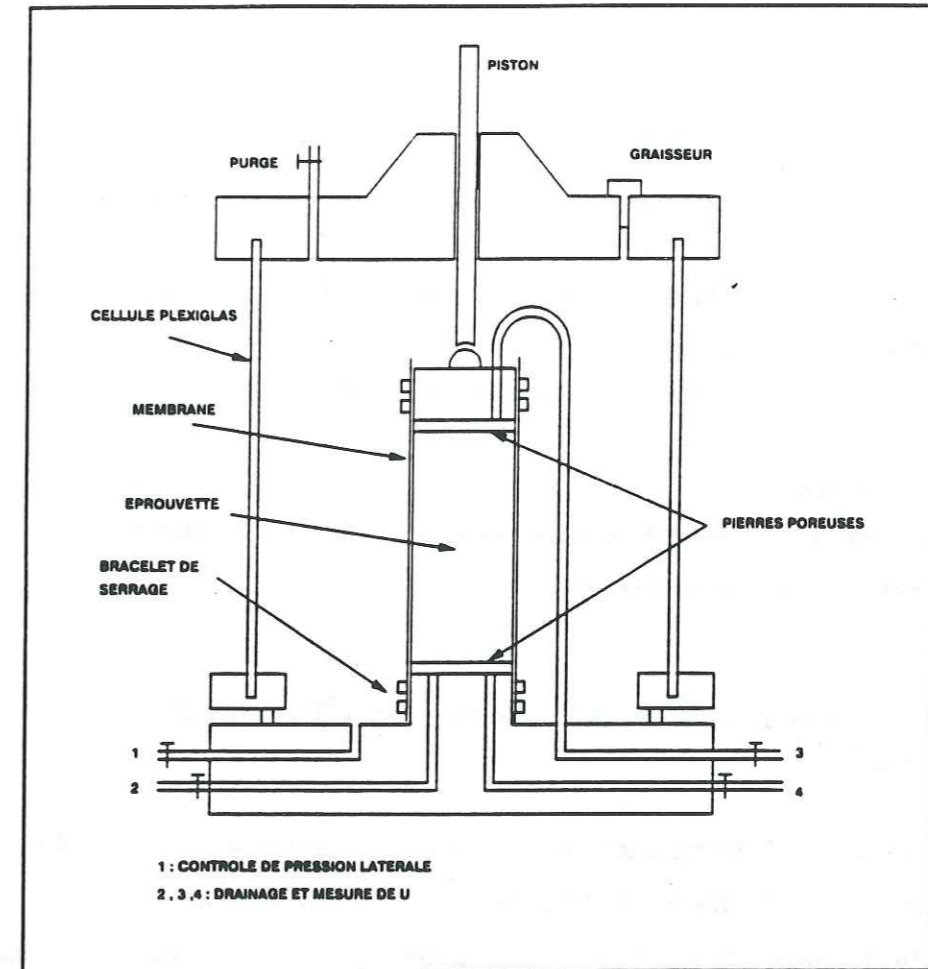 PISTON
PURGE
GRAISSEUR
CELLULE PLEXIGLAS
MEMBRANE
EPROUVETTE
PIERRES POREUSES
BRACELET DE
SERRAGE
1
3
2
4
1 : CONTROLE DE PRESSION LATERALE
2 , 3 ,4 : DRAINAGE ET MESURE DE U